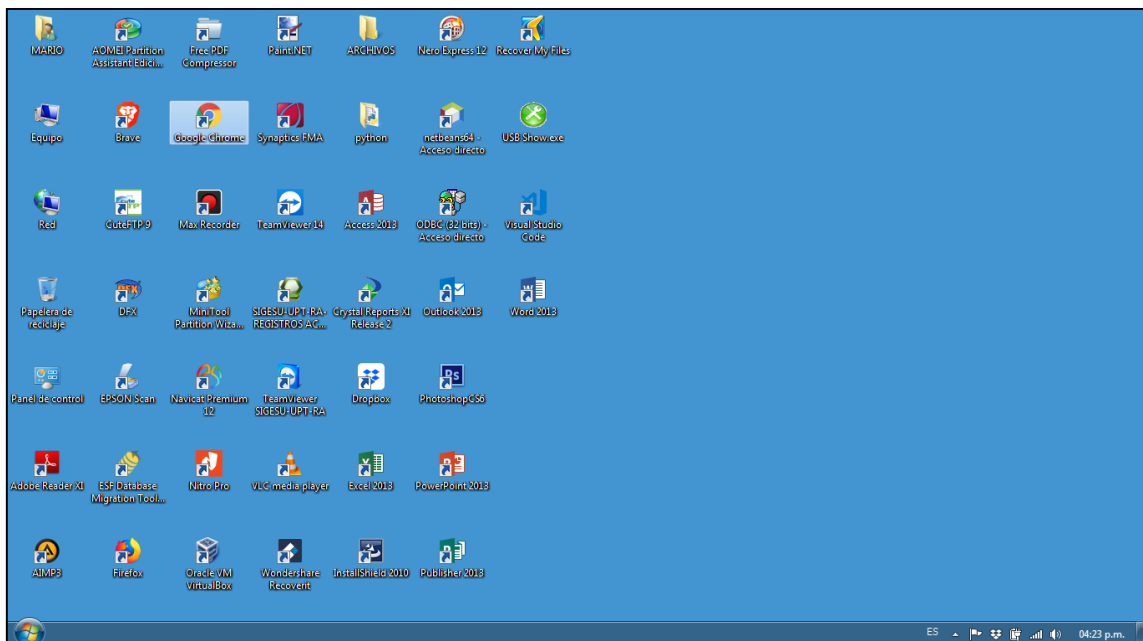 MARIO
AOMEI Partition
Assistant Edici...
Free PDF
Compressor
Paint.NET
ARCHIVOS
Nero Express 12
Recover My Files
Equipo
Brave
Google Chrome
Synaptics FMA
python
netbeans64 -
Acceso directo
USB Show.exe
Red
CuteFTP 9
Max Recorder
TeamViewer 14
Access 2013
ODBC (32 bits) -
Acceso directo
Visual Studio
Code
Papelera de
reciclaje
DFX
MiniTool
Partition Wiza...
SIGESU-UPT-RA-
REGISTROS AC...
Crystal Reports XI
Release 2
Outlook 2013
Word 2013
Panel de control
EPSON Scan
Navicat Premium
12
TeamViewer
SIGESU-UPT-RA
Dropbox
PhotoshopCS6
Adobe Reader XI
ESF Database
Migration Tool...
Nitro Pro
VLC media player
Excel 2013
PowerPoint 2013
AIMP3
Firefox
Oracle VM
VirtualBox
Wondershare
Recoverit
InstallShield 2010
Publisher 2013
ES
04:23 p.m.